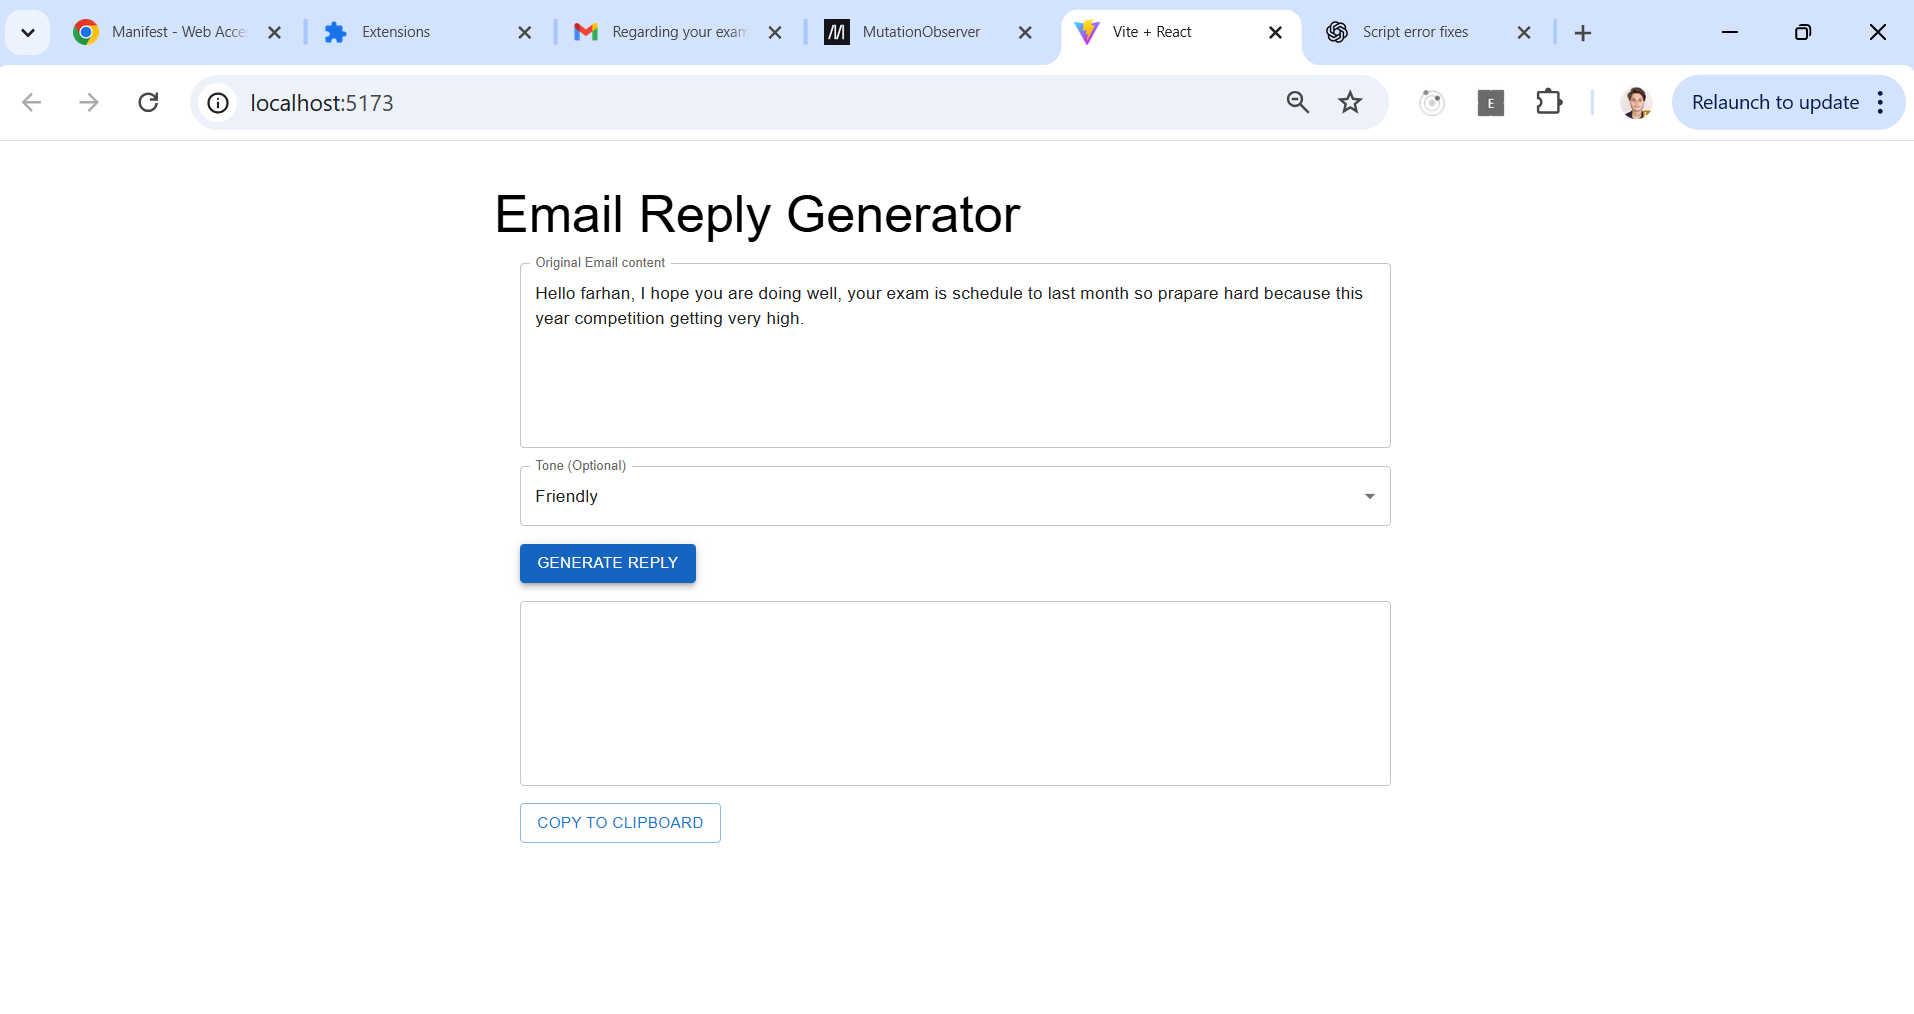 Manifest - Web Acce
Extensions
Regarding your exam
MutationObserver
Vite + React
Script error fixes
localhost:5173
E
Relaunch to update
Email Reply Generator
Original Email content
Hello farhan, I hope you are doing well, your exam is schedule to last month so prapare hard because this
year competition getting very high.
Tone (Optional)
Friendly
GENERATE REPLY
COPY TO CLIPBOARD